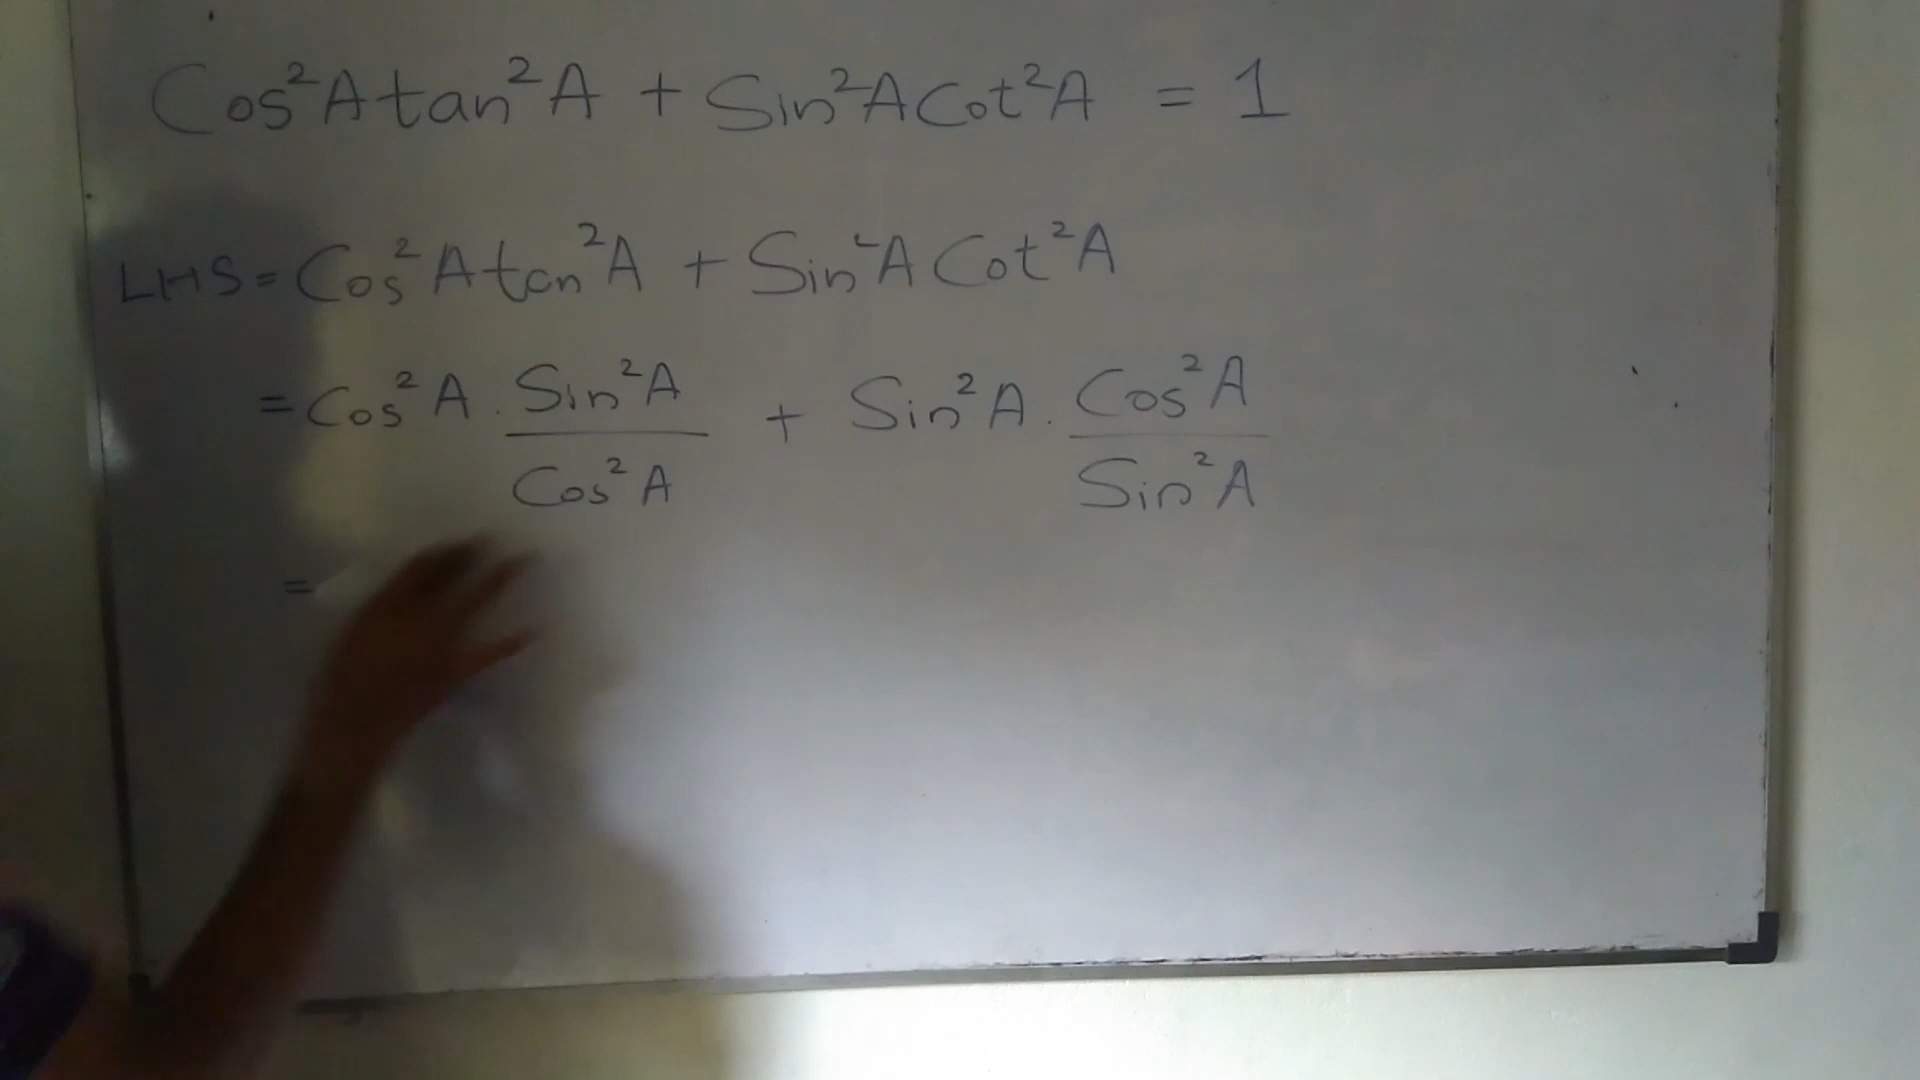 Cos²A tan²A + Sin²A Cot²A = 1
LHS = Cos²A tan²A + Sin²A Cot²A
= Cos²A . Sin²A/Cos²A + Sin²A . Cos²A/Sin²A
=